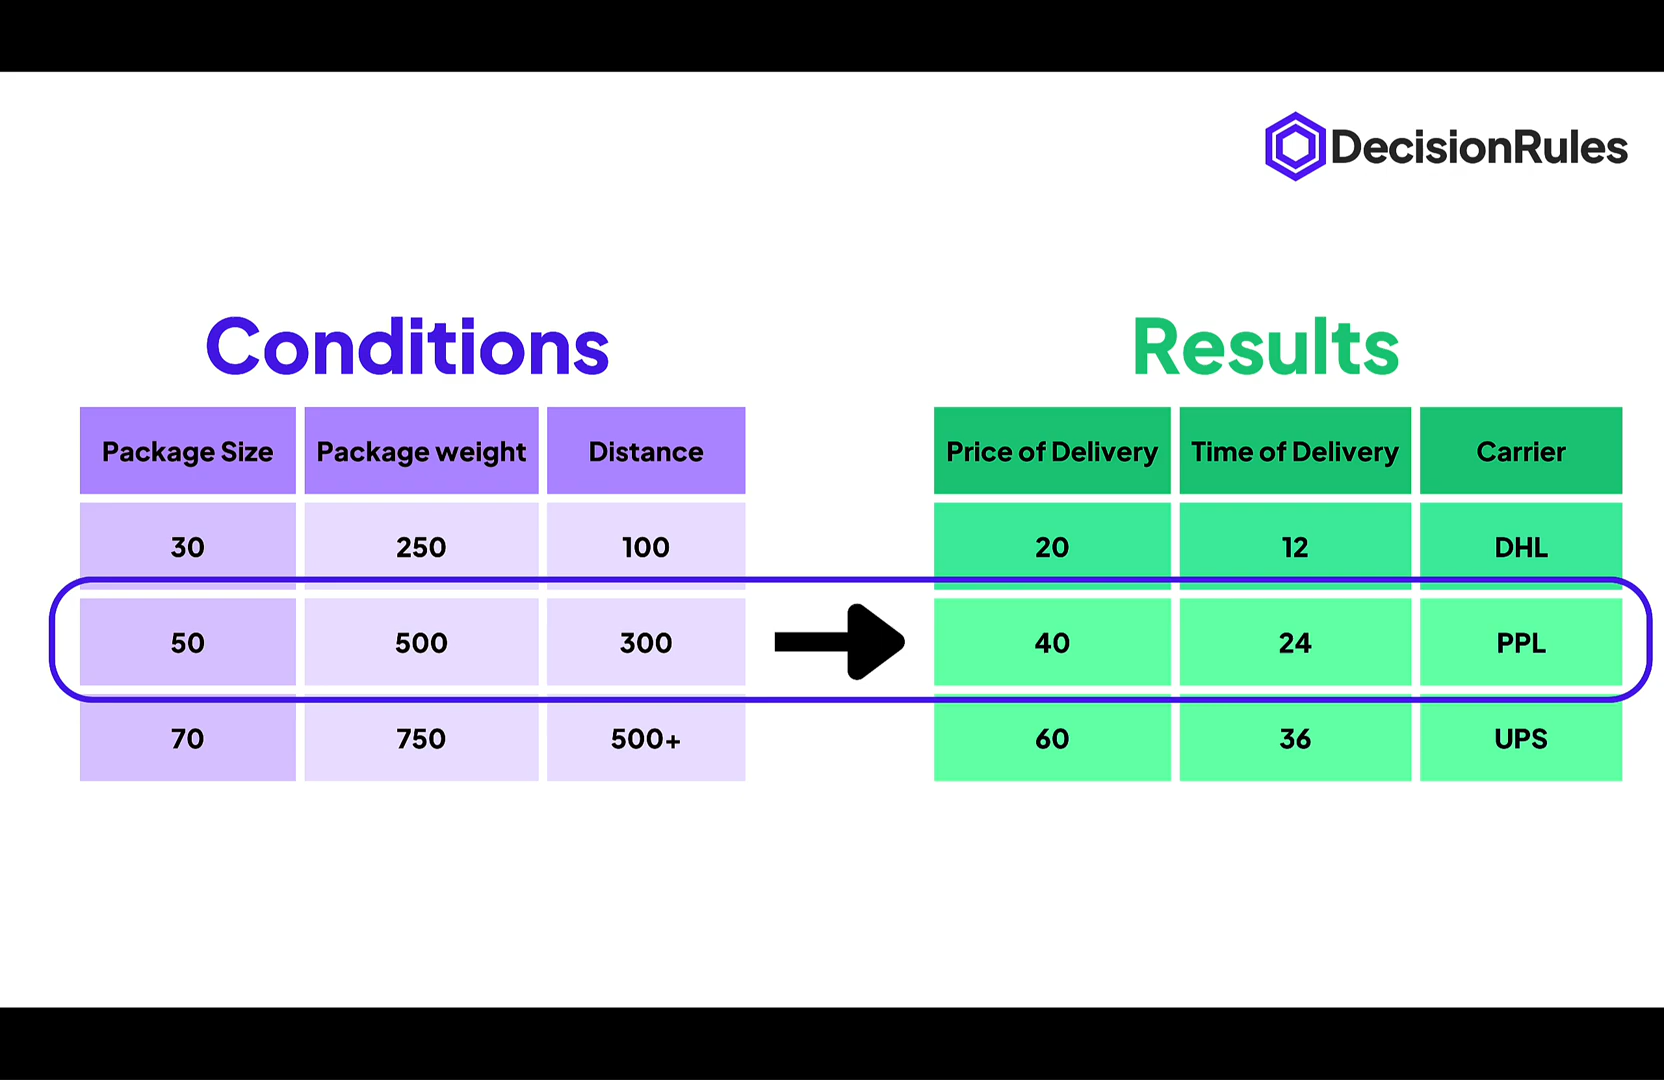 DecisionRules
Conditions
Results
Package Size Package weight Distance
Price of Delivery Time of Delivery Carrier
30 250 100
20 12 DHL
50 500 300
40 24 PPL
70 750 500+
60 36 UPS